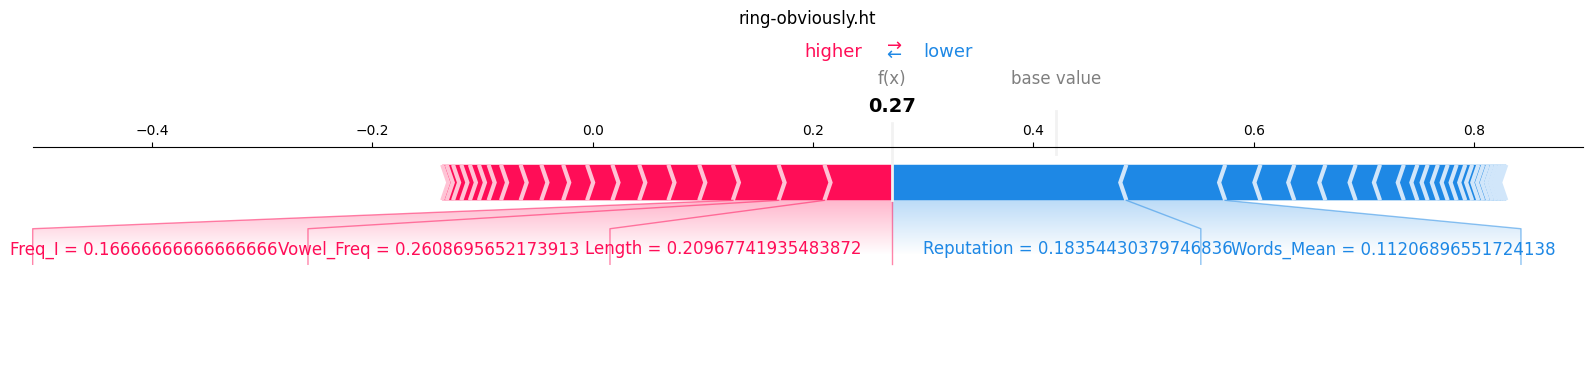 ring-obviously.ht
higher ⇄ lower
f(x) base value
0.27
−0.4 −0.2 0.0 0.2 0.4 0.6 0.8
Freq_I = 0.16666666666666666 Vowel_Freq = 0.2608695652173913 Length = 0.20967741935483872 Reputation = 0.18354430379746836 Words_Mean = 0.11206896551724138